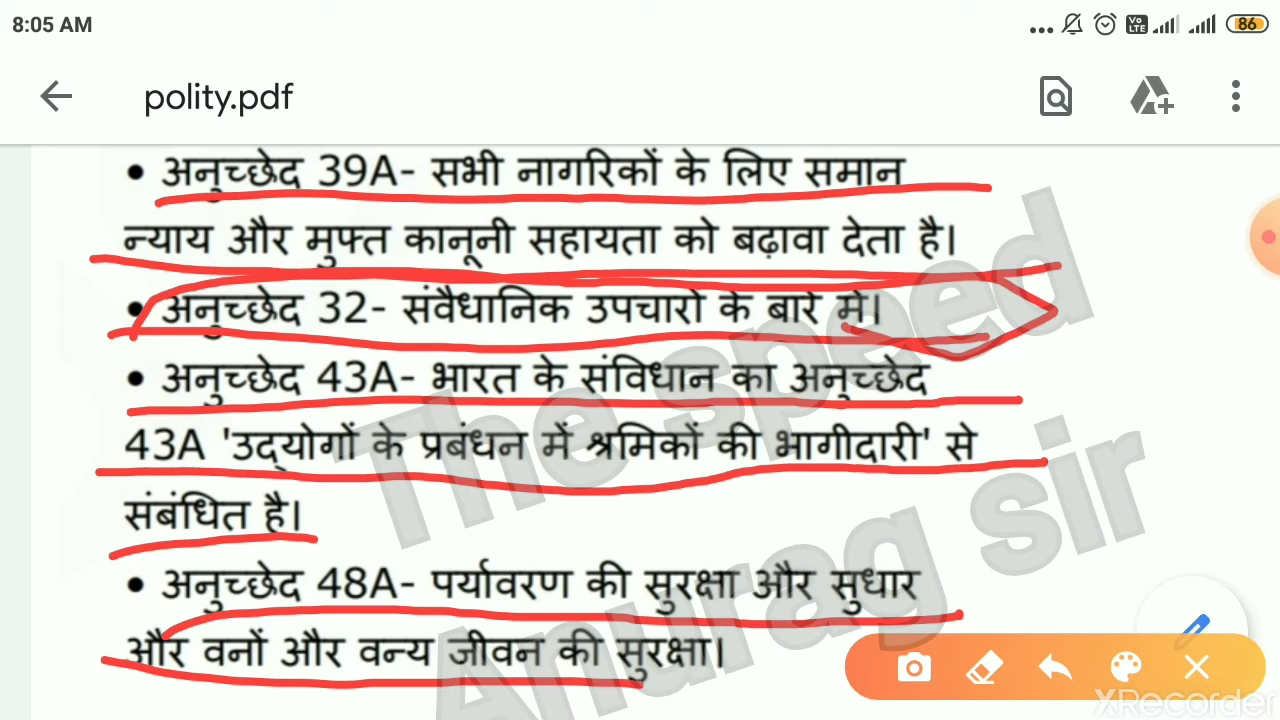 8:05 AM
Vo LTE
86
polity.pdf
• अनुच्छेद 39A- सभी नागरिकों के लिए समान
न्याय और मुफ्त कानूनी सहायता को बढ़ावा देता है।
• अनुच्छेद 32- संवैधानिक उपचारो के बारे मे।
• अनुच्छेद 43A- भारत के संविधान का अनुच्छेद
43A 'उद्योगों के प्रबंधन में श्रमिकों की भागीदारी' से
संबंधित है।
• अनुच्छेद 48A- पर्यावरण की सुरक्षा और सुधार
और वनों और वन्य जीवन की सुरक्षा।
The speed
Anurag sir
XRecorder